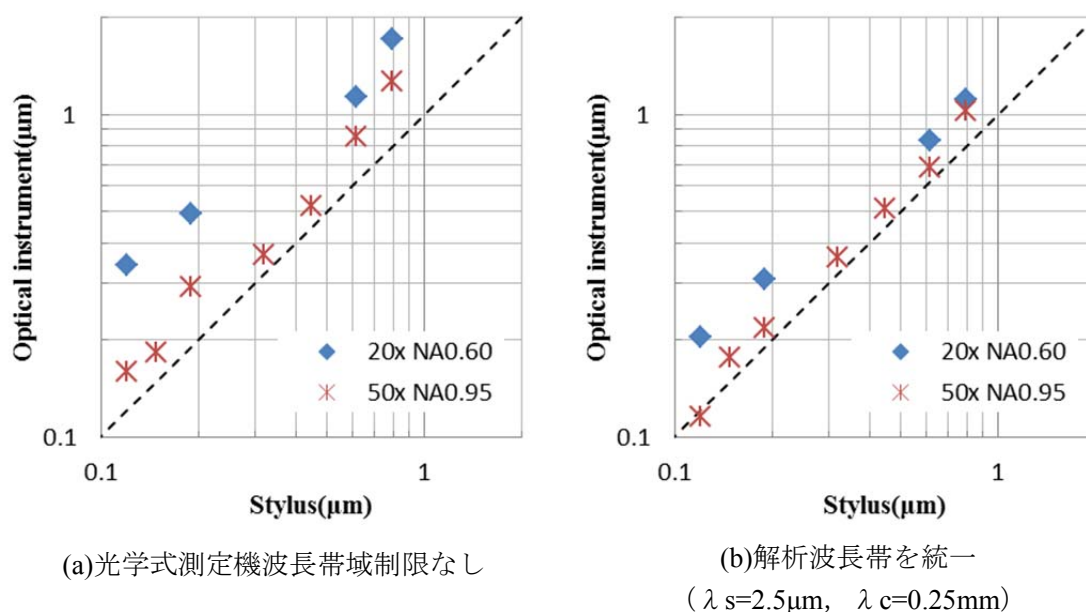 Optical instrument(μm)
1
0.1
0.1
1
Stylus(μm)
20x NA0.60
50x NA0.95
(a)光学式測定機波長帯域制限なし
Optical instrument(μm)
1
0.1
0.1
1
Stylus(μm)
20x NA0.60
50x NA0.95
(b)解析波長帯を統一
(λs=2.5μm, λc=0.25mm)